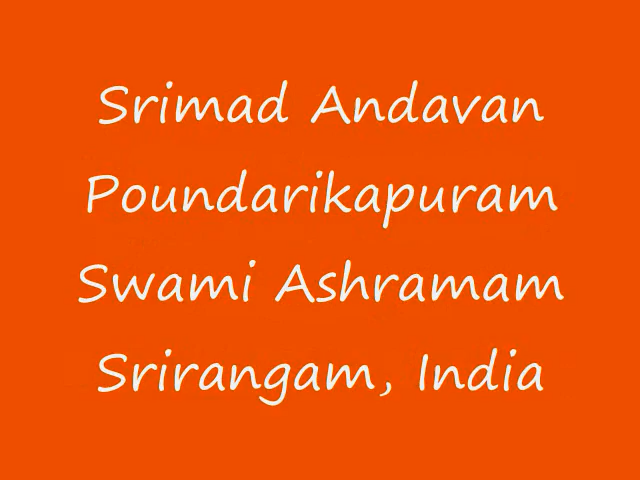 Srimad Andavan
Poundarikapuram
Swami Ashramam
Srirangam, India